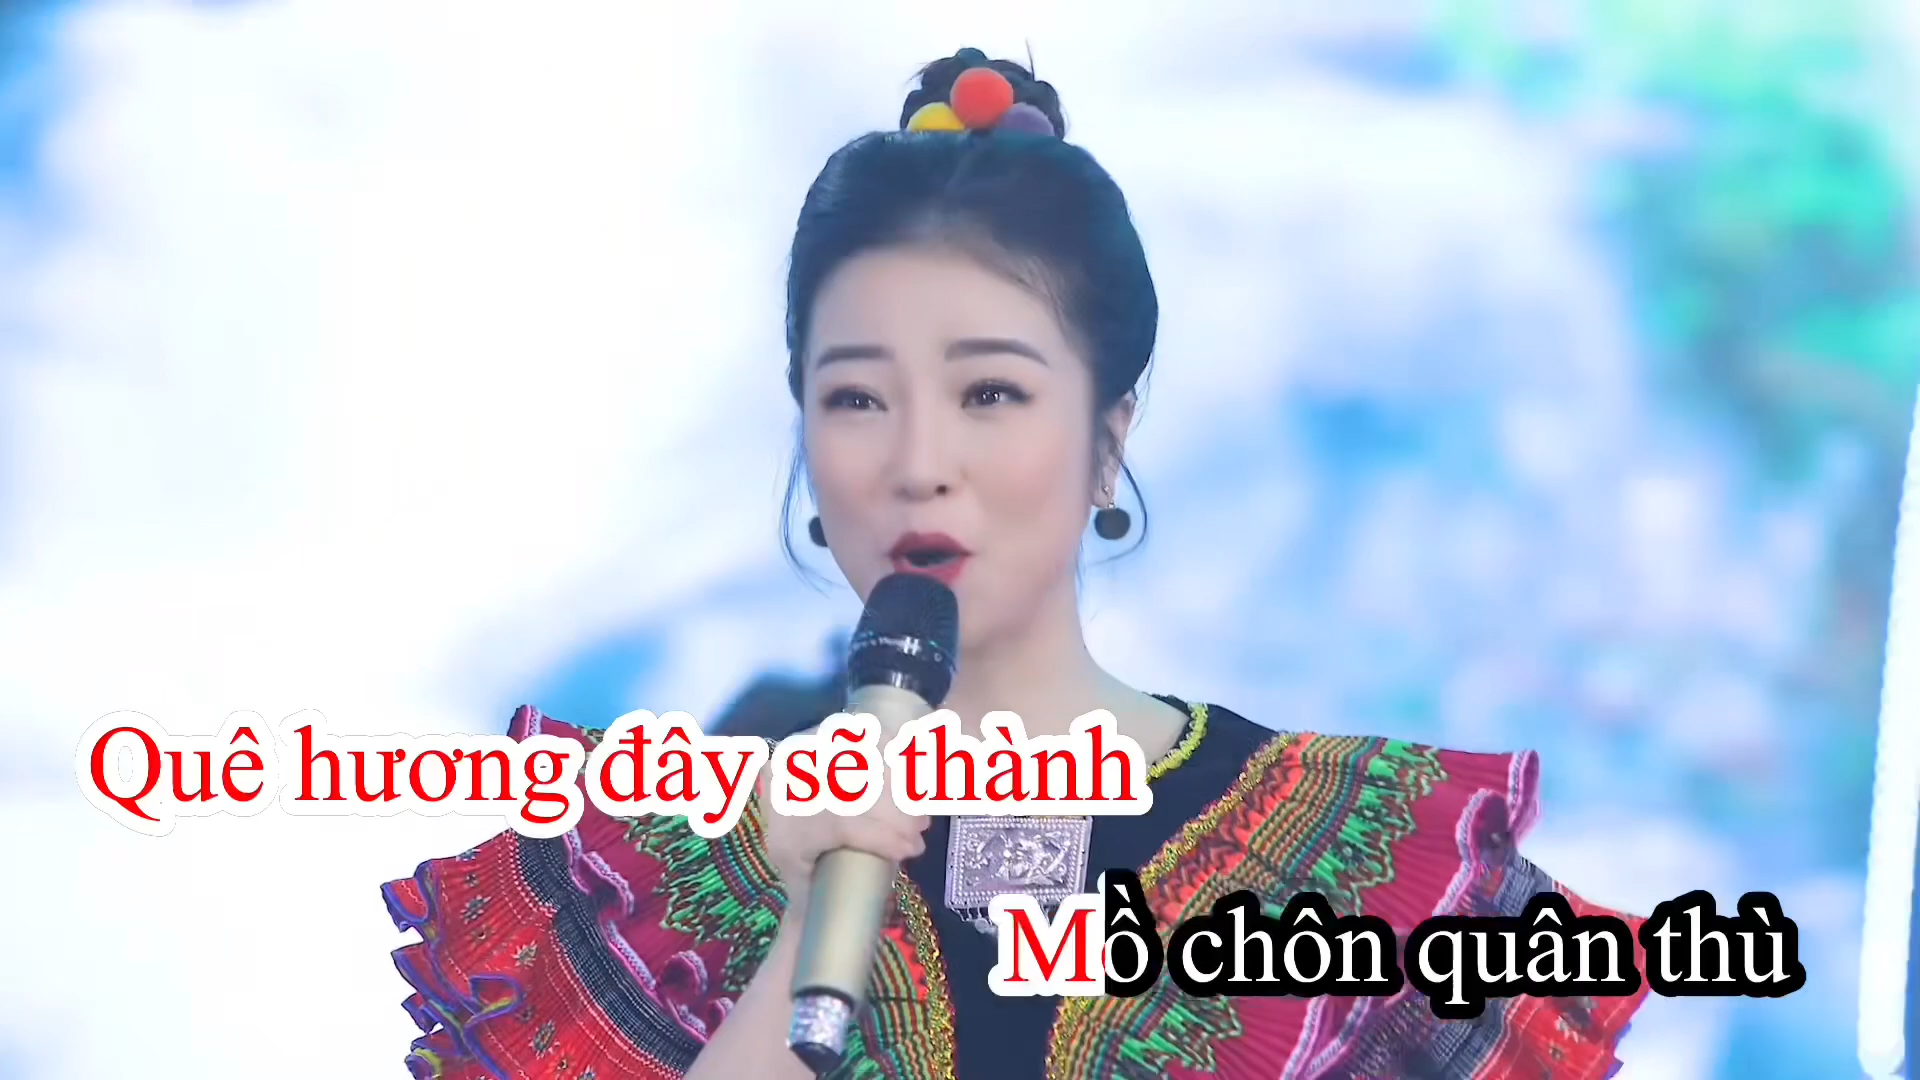 Quê hương đây sẽ thành
Mồ chôn quân thù